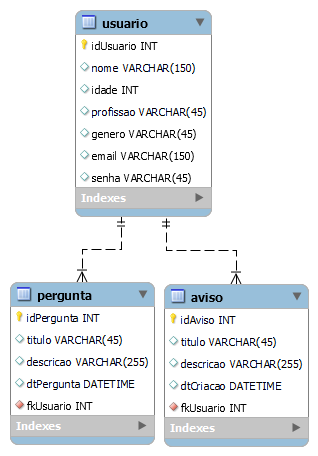 usuario
idUsuario INT
nome VARCHAR(150)
idade INT
profissao VARCHAR(45)
genero VARCHAR(45)
email VARCHAR(150)
senha VARCHAR(45)
Indexes
pergunta
idPergunta INT
titulo VARCHAR(45)
descricao VARCHAR(255)
dtPergunta DATETIME
fkUsuario INT
Indexes
aviso
idAviso INT
titulo VARCHAR(45)
descricao VARCHAR(255)
dtCriacao DATETIME
fkUsuario INT
Indexes